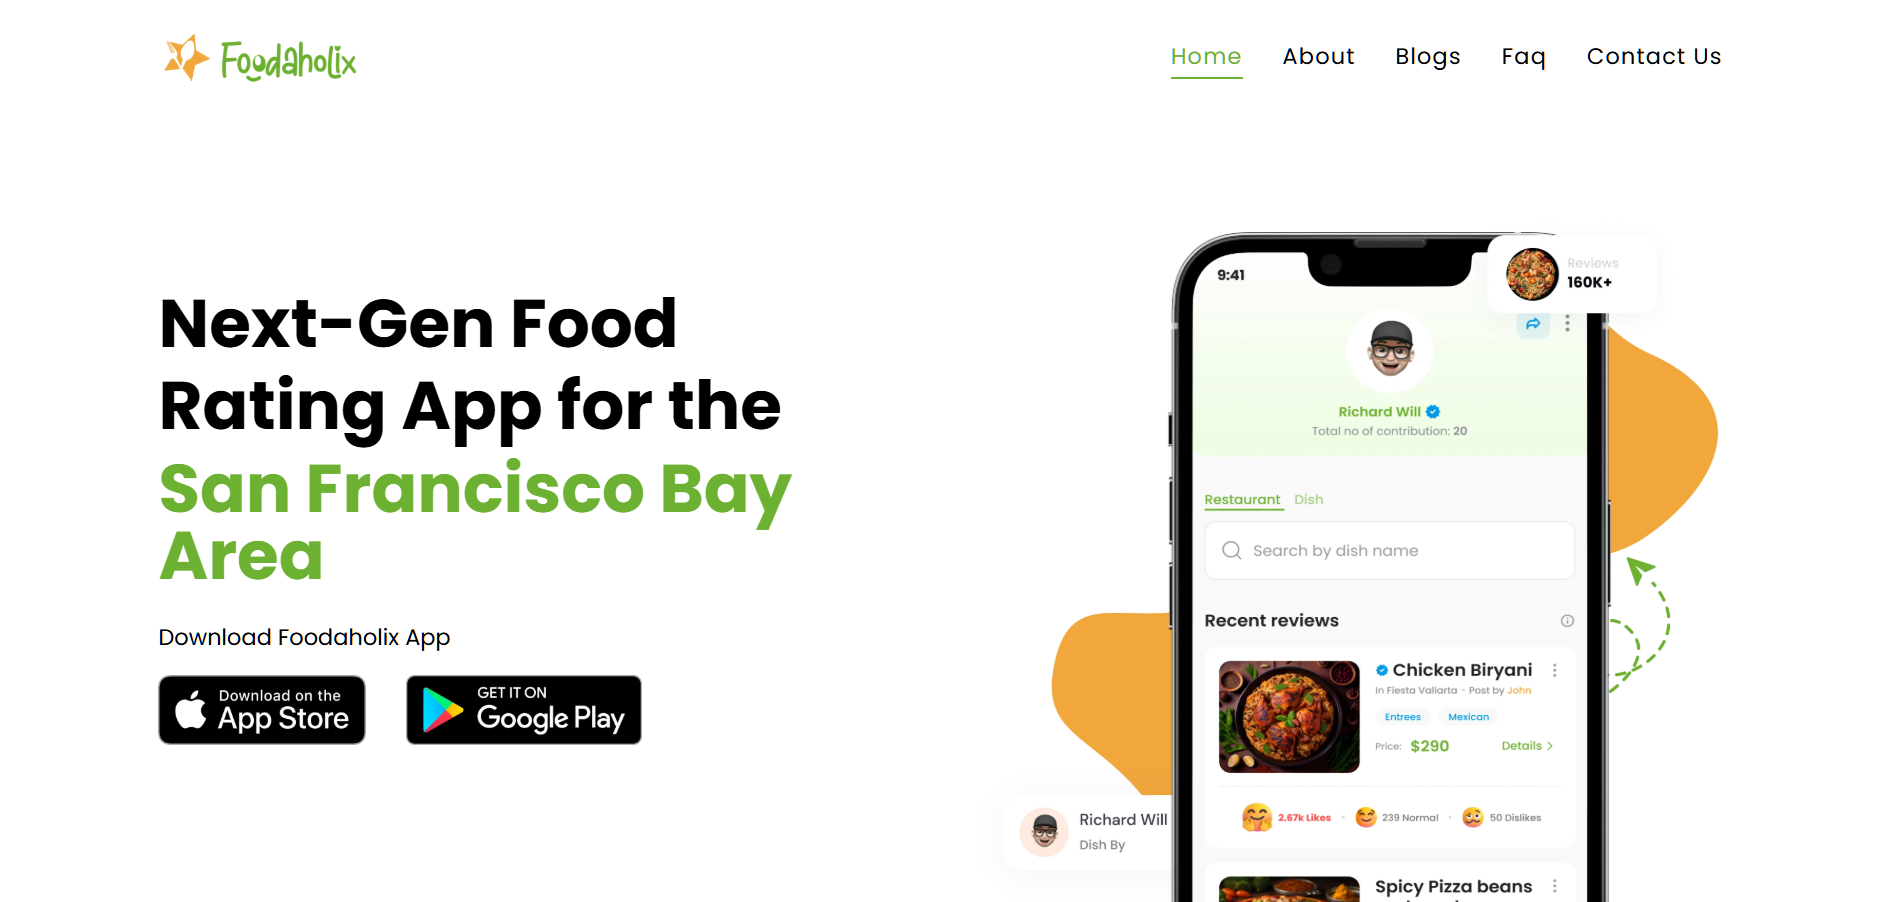 Foodaholix
Home About Blogs Faq Contact Us
Next-Gen Food
Rating App for the
San Francisco Bay
Area
Download Foodaholix App
Download on the
App Store
GET IT ON
Google Play
9:41
Reviews
160K+
Richard Will
Total no of contribution: 20
Restaurant Dish
Search by dish name
Recent reviews
Chicken Biryani
In Fiesta Vallarta • Post by John
Entrees Mexican
Price: $290 Details >
2.67k Likes • 239 Normal • 50 Dislikes
Richard Will
Dish By
Spicy Pizza beans